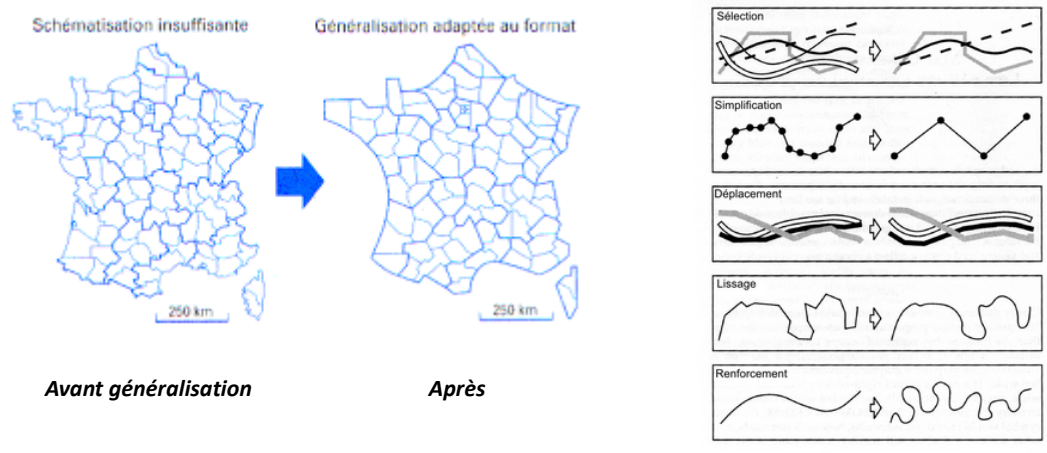 Schématisation insuffisante
Généralisation adaptée au format
250 km
250 km
Avant généralisation
Après
Sélection
Simplification
Déplacement
Lissage
Renforcement